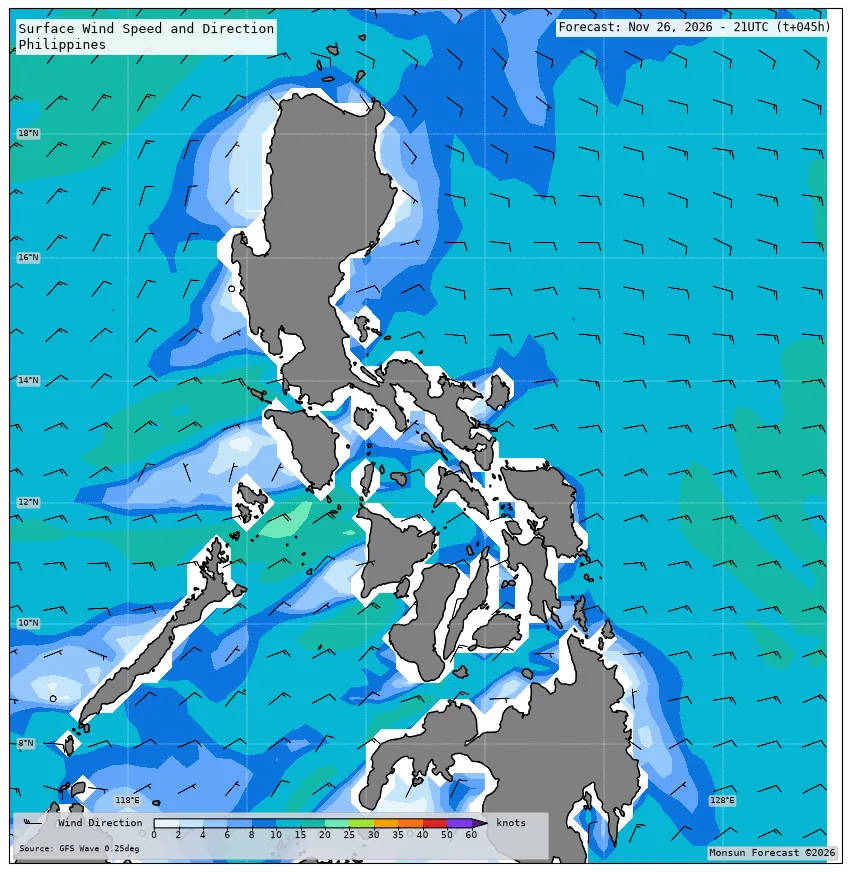 Surface Wind Speed and Direction
Philippines
Forecast: Nov 26, 2026 - 21UTC (t+045h)
18°N
16°N
14°N
12°N
10°N
8°N
118°E
128°E
Wind Direction
knots
0 2 4 6 8 10 15 20 25 30 35 40 50 60
Source: GFS Wave 0.25deg
Monsun Forecast ©2026